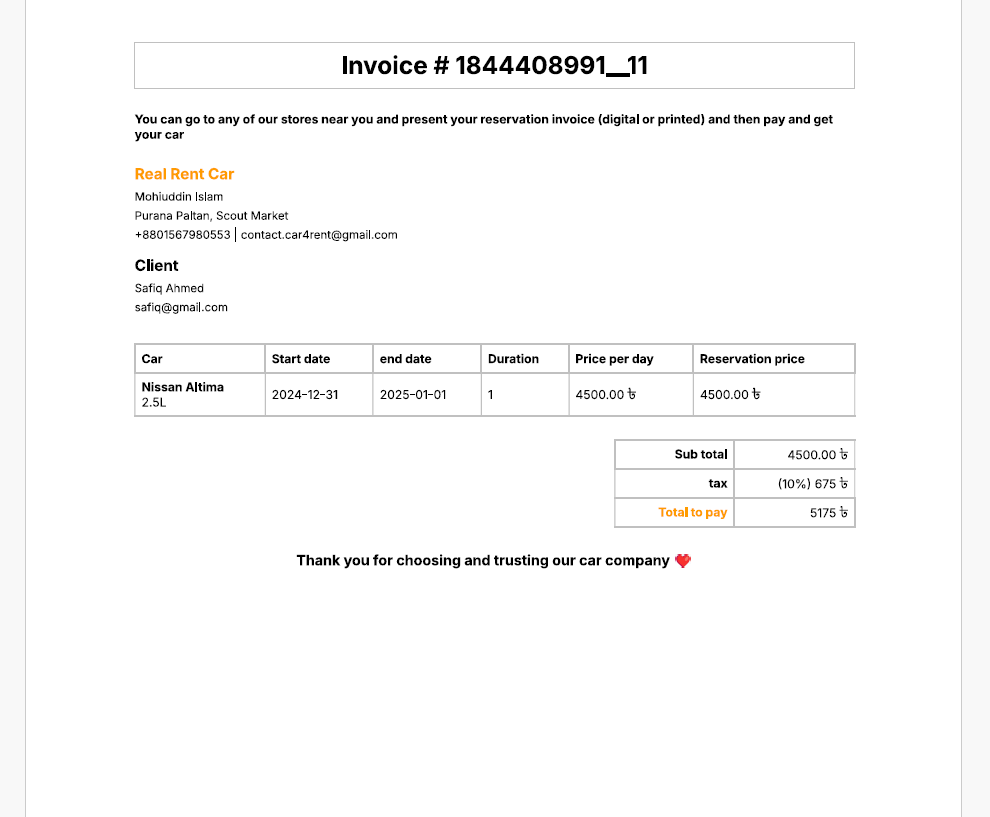 Invoice # 1844408991__11
You can go to any of our stores near you and present your reservation invoice (digital or printed) and then pay and get
your car
Real Rent Car
Mohiuddin Islam
Purana Paltan, Scout Market
+8801567980553 | contact.car4rent@gmail.com
Client
Safiq Ahmed
safiq@gmail.com
Car Start date end date Duration Price per day Reservation price
Nissan Altima
2.5L 2024-12-31 2025-01-01 1 4500.00 ৳ 4500.00 ৳
Sub total 4500.00 ৳
tax (10%) 675 ৳
Total to pay 5175 ৳
Thank you for choosing and trusting our car company ❤️